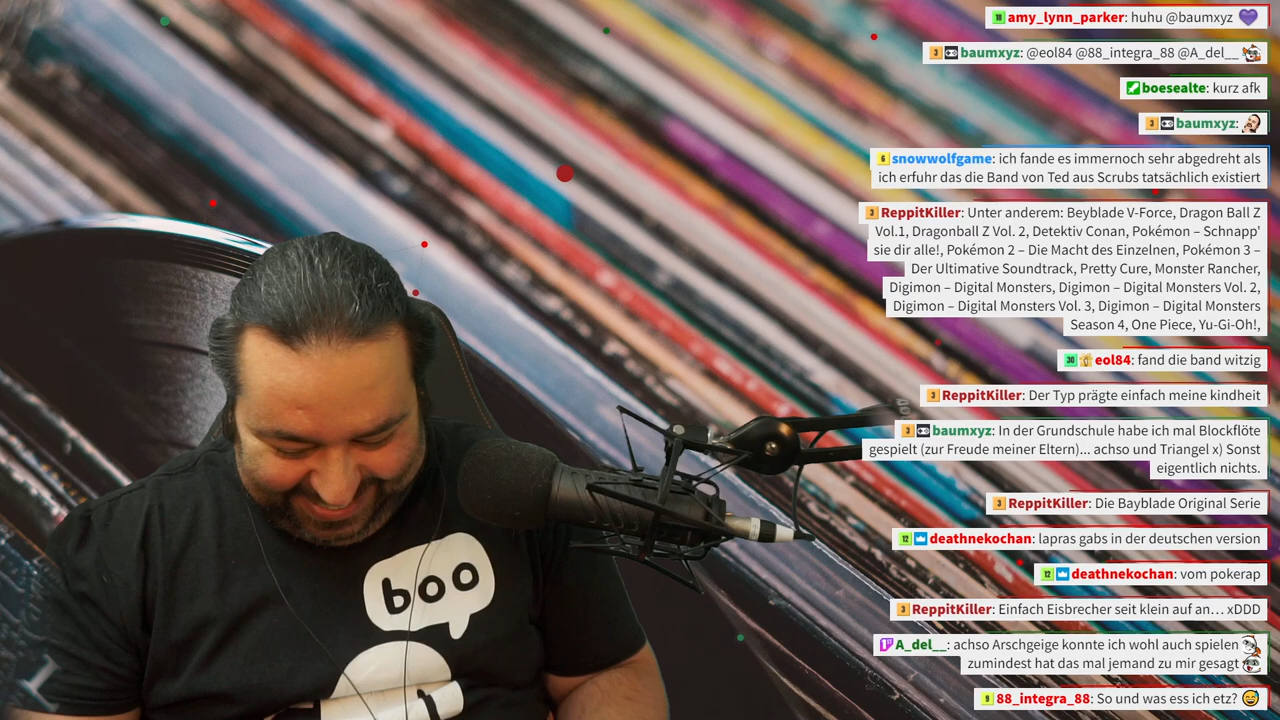 amy_lynn_parker: huhu @baumxyz
baumxyz: @eol84 @88_integra_88 @A_del__
boesealte: kurz afk
baumxyz:
snowwolfgame: ich fande es immernoch sehr abgedreht als
ich erfuhr das die Band von Ted aus Scrubs tatsächlich existiert
ReppitKiller: Unter anderem: Beyblade V-Force, Dragon Ball Z
Vol.1, Dragonball Z Vol. 2, Detektiv Conan, Pokémon – Schnapp'
sie dir alle!, Pokémon 2 – Die Macht des Einzelnen, Pokémon 3 –
Der Ultimative Soundtrack, Pretty Cure, Monster Rancher,
Digimon – Digital Monsters, Digimon – Digital Monsters Vol. 2,
Digimon – Digital Monsters Vol. 3, Digimon – Digital Monsters
Season 4, One Piece, Yu-Gi-Oh!,
30 eol84: fand die band witzig
3 ReppitKiller: Der Typ prägte einfach meine kindheit
3 baumxyz: In der Grundschule habe ich mal Blockflöte
gespielt (zur Freude meiner Eltern)... achso und Triangel x) Sonst
eigentlich nichts.
3 ReppitKiller: Die Bayblade Original Serie
12 deathnekochan: lapras gabs in der deutschen version
12 deathnekochan: vom pokerap
3 ReppitKiller: Einfach Eisbrecher seit klein auf an… xDDD
A_del__: achso Arschgeige konnte ich wohl auch spielen
zumindest hat das mal jemand zu mir gesagt
9 88_integra_88: So und was ess ich etz?
boo